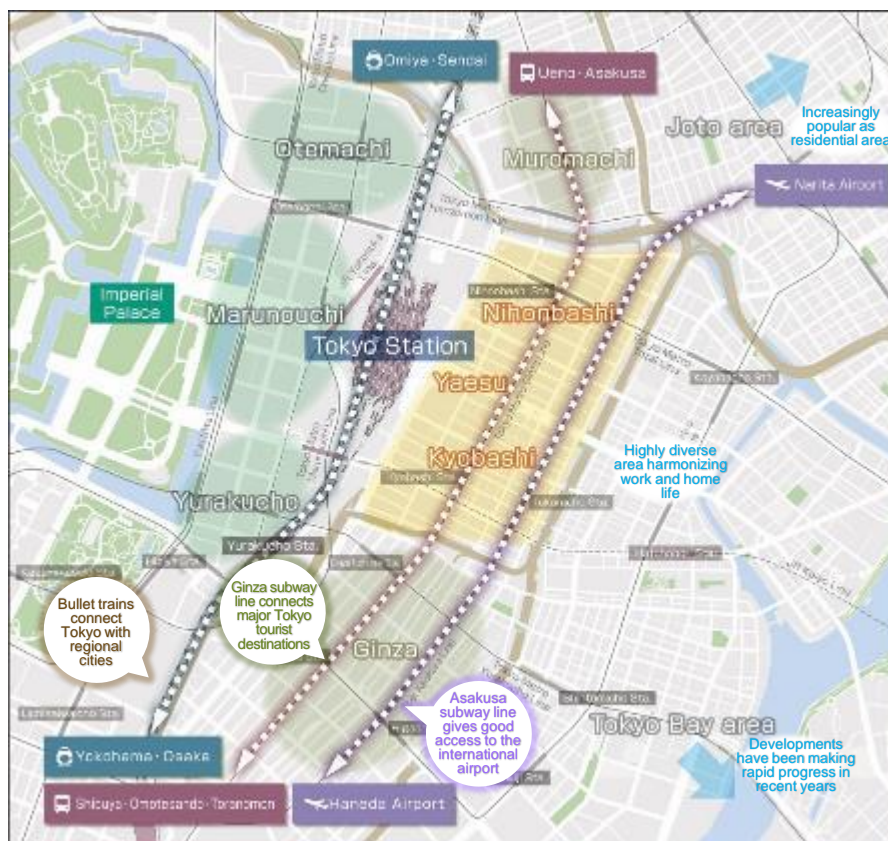 Omiya・Sendai
Ueno・Asakusa
Joto area
Increasingly
popular as
residential area
Otemachi
Muromachi
Narita Airport
Imperial
Palace
Marunouchi
Nihonbashi Sta.
Nihonbashi
Tokyo Station
Yaesu
Kyobashi
Highly diverse
area harmonizing
work and home
life
Kyobashi Sta.
Yurakucho
Yurakucho Sta.
Bullet trains
connect
Tokyo with
regional
cities
Ginza subway
line connects
major Tokyo
tourist
destinations
Ginza
Asakusa
subway line
gives good
access to the
international
airport
Tokyo Bay area
Developments
have been making
rapid progress in
recent years
Yokohama・Osaka
Shibuya・Omotesando・Toranomon
Haneda Airport